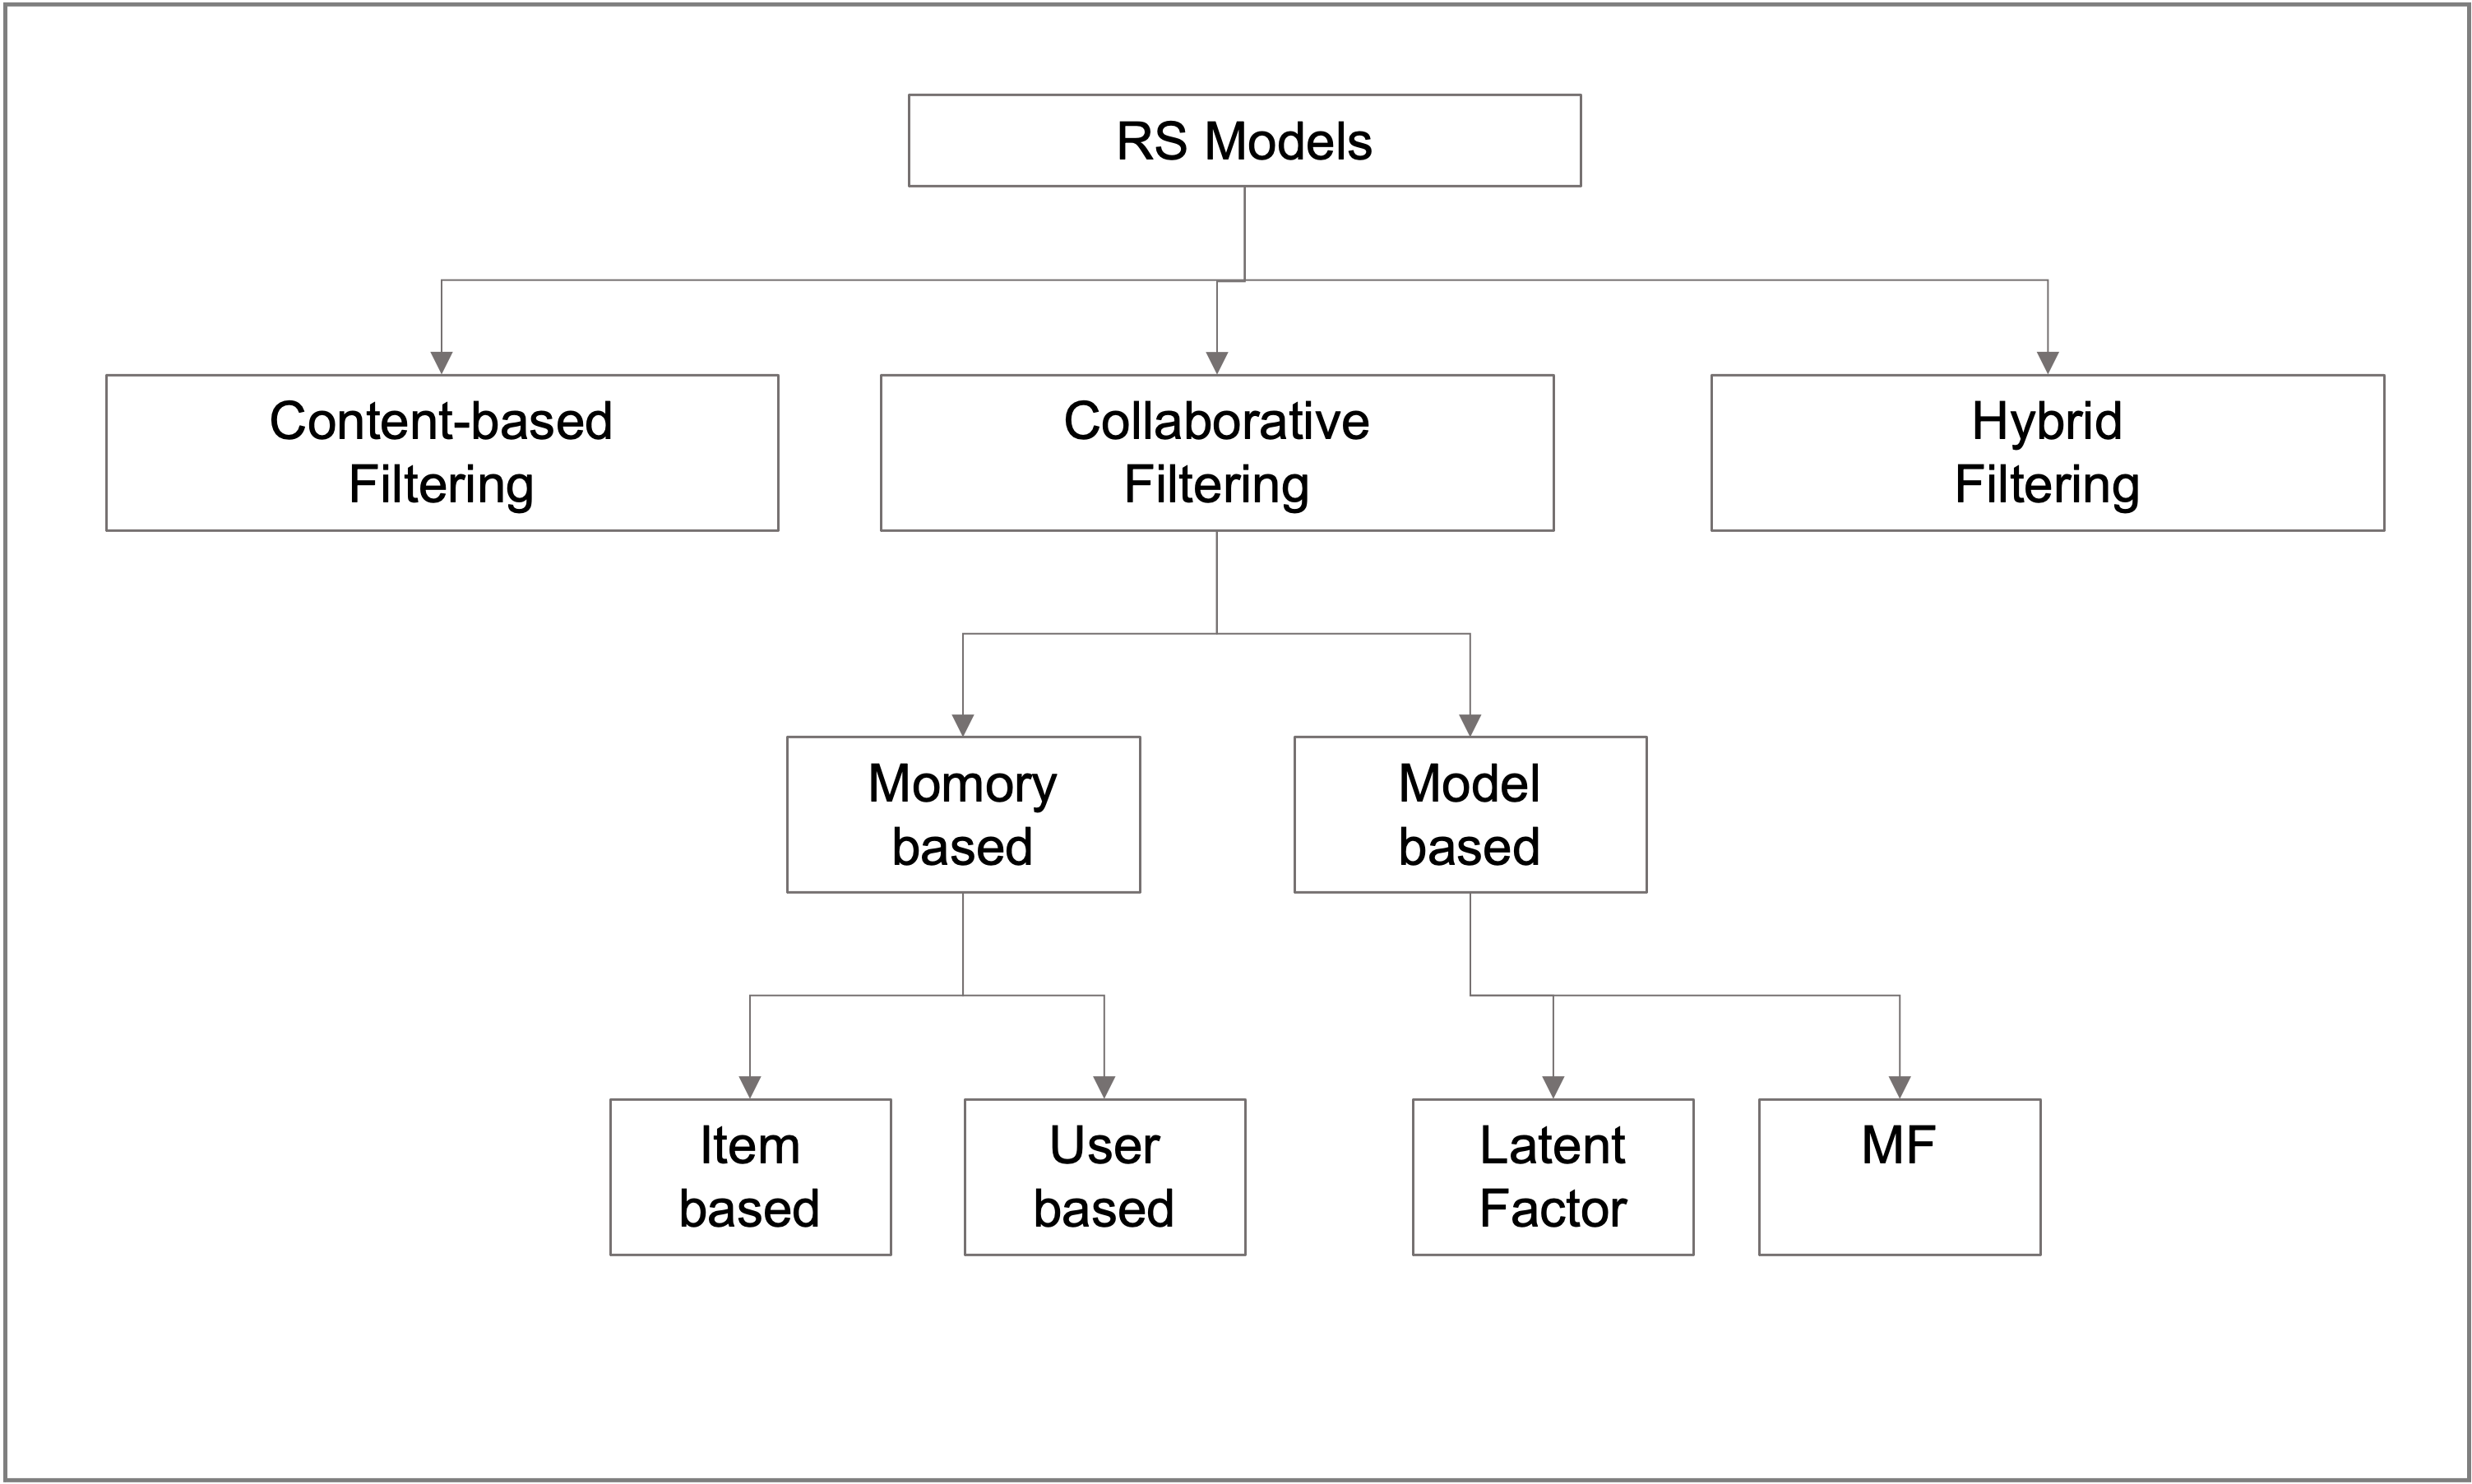 RS Models
Content-based
Filtering
Collaborative
Filtering
Hybrid
Filtering
Momory
based
Model
based
Item
based
User
based
Latent
Factor
MF